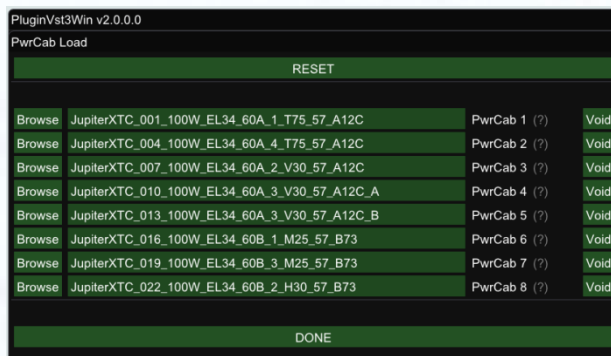 PluginVst3Win v2.0.0.0
PwrCab Load
RESET
Browse JupiterXTC_001_100W_EL34_60A_1_T75_57_A12C PwrCab 1 (?) Void
Browse JupiterXTC_004_100W_EL34_60A_4_T75_57_A12C PwrCab 2 (?) Void
Browse JupiterXTC_007_100W_EL34_60A_2_V30_57_A12C PwrCab 3 (?) Void
Browse JupiterXTC_010_100W_EL34_60A_3_V30_57_A12C_A PwrCab 4 (?) Void
Browse JupiterXTC_013_100W_EL34_60A_3_V30_57_A12C_B PwrCab 5 (?) Void
Browse JupiterXTC_016_100W_EL34_60B_1_M25_57_B73 PwrCab 6 (?) Void
Browse JupiterXTC_019_100W_EL34_60B_3_M25_57_B73 PwrCab 7 (?) Void
Browse JupiterXTC_022_100W_EL34_60B_2_H30_57_B73 PwrCab 8 (?) Void
DONE